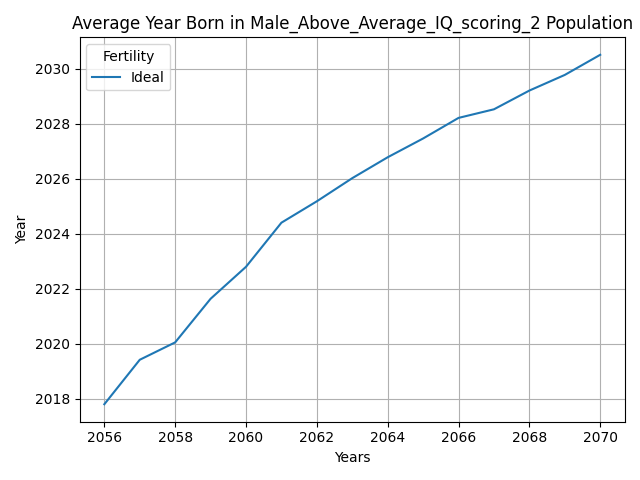 Average Year Born in Male_Above_Average_IQ_scoring_2 Population
Fertility
Ideal
2030
2028
2026
2024
2022
2020
2018
Year
2056 2058 2060 2062 2064 2066 2068 2070
Years